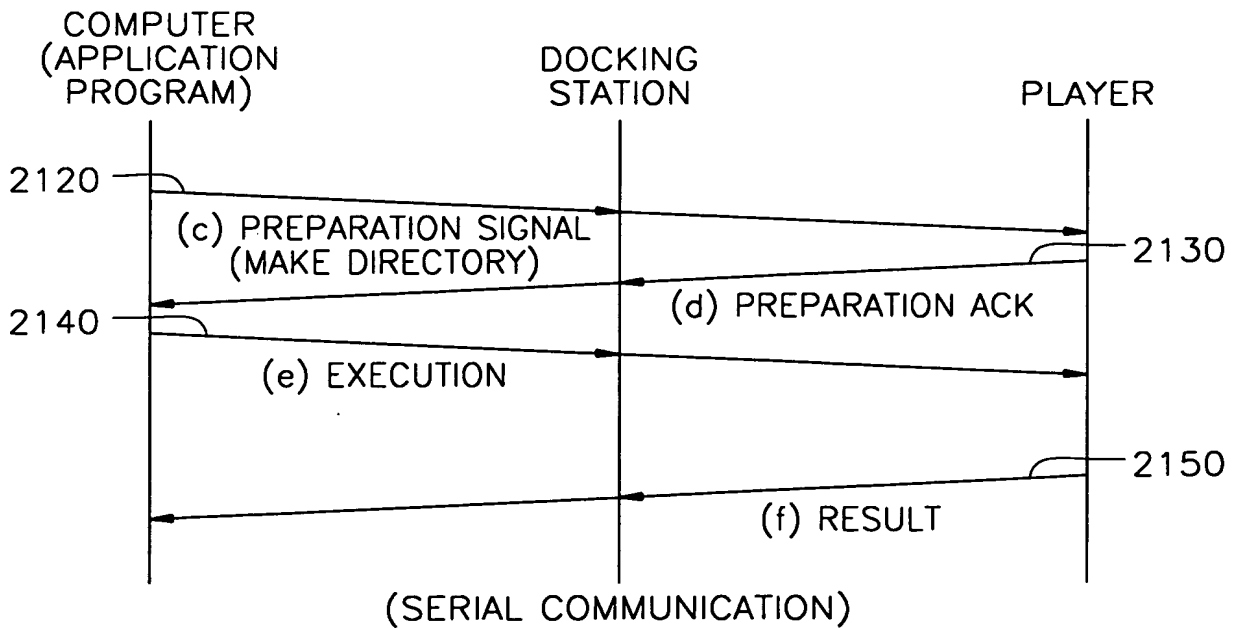 COMPUTER
(APPLICATION
PROGRAM)
DOCKING
STATION
PLAYER
2120
(c) PREPARATION SIGNAL
(MAKE DIRECTORY)
2130
(d) PREPARATION ACK
2140
(e) EXECUTION
2150
(f) RESULT
(SERIAL COMMUNICATION)